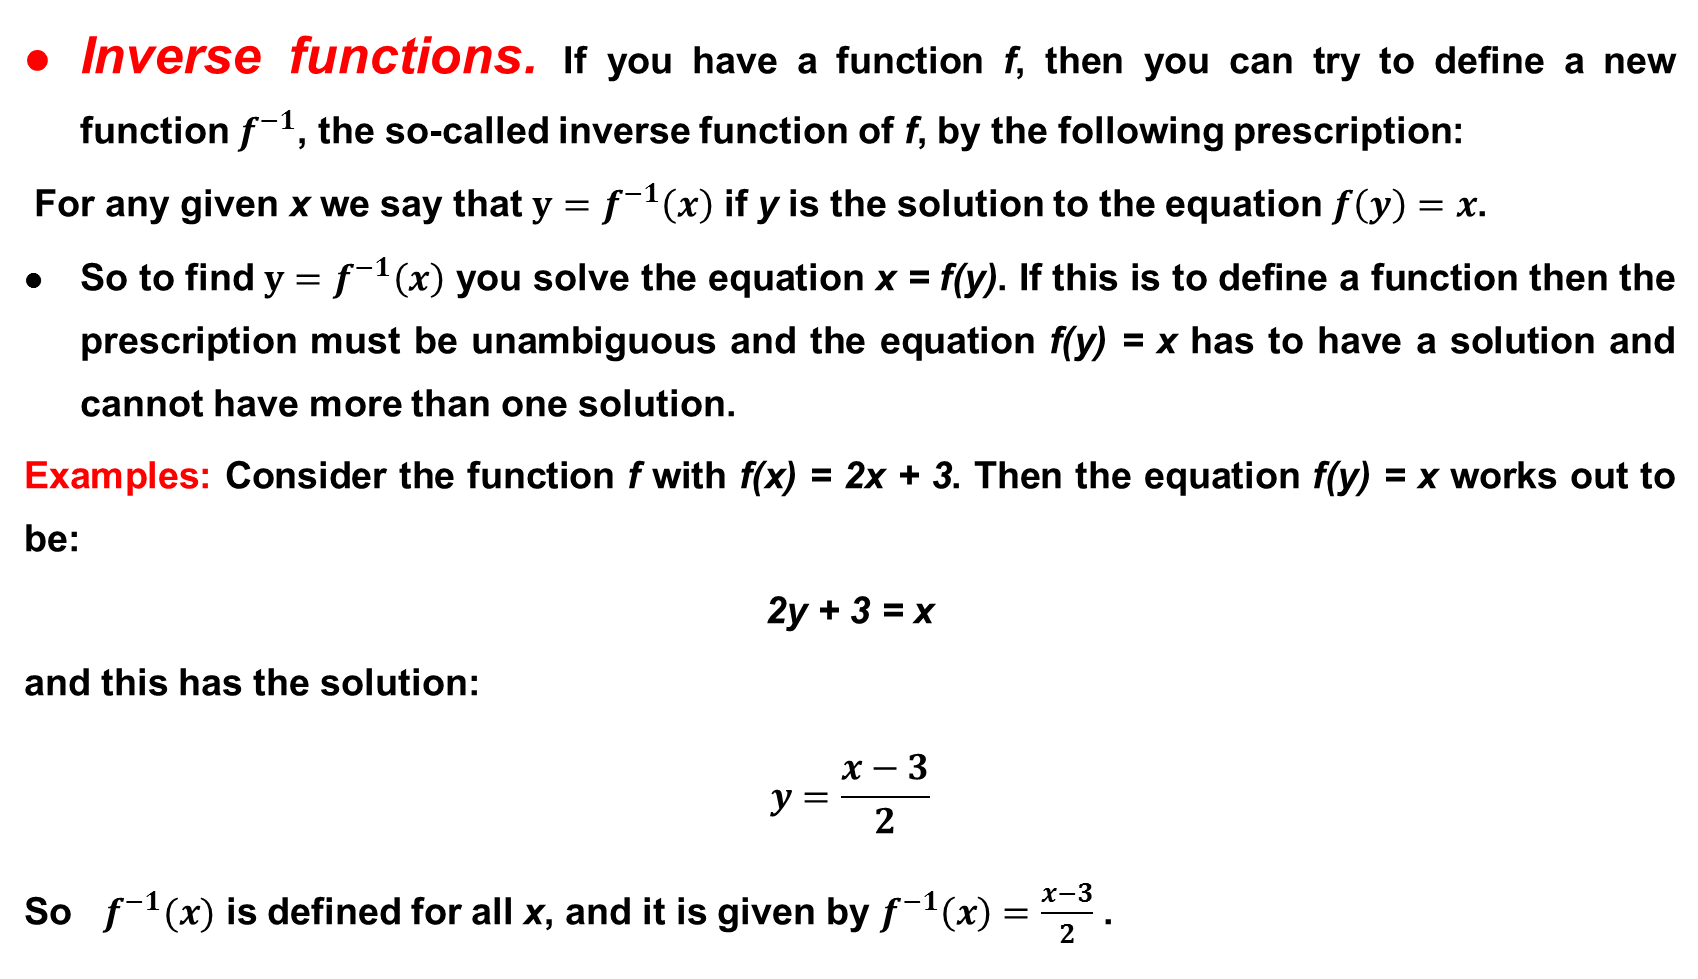 ● Inverse functions. If you have a function f, then you can try to define a new
function f⁻¹, the so-called inverse function of f, by the following prescription:
For any given x we say that y = f⁻¹(x) if y is the solution to the equation f(y) = x.
● So to find y = f⁻¹(x) you solve the equation x = f(y). If this is to define a function then the
prescription must be unambiguous and the equation f(y) = x has to have a solution and
cannot have more than one solution.
Examples: Consider the function f with f(x) = 2x + 3. Then the equation f(y) = x works out to
be:
2y + 3 = x
and this has the solution:
y = (x − 3)/2
So f⁻¹(x) is defined for all x, and it is given by f⁻¹(x) = (x−3)/2 .